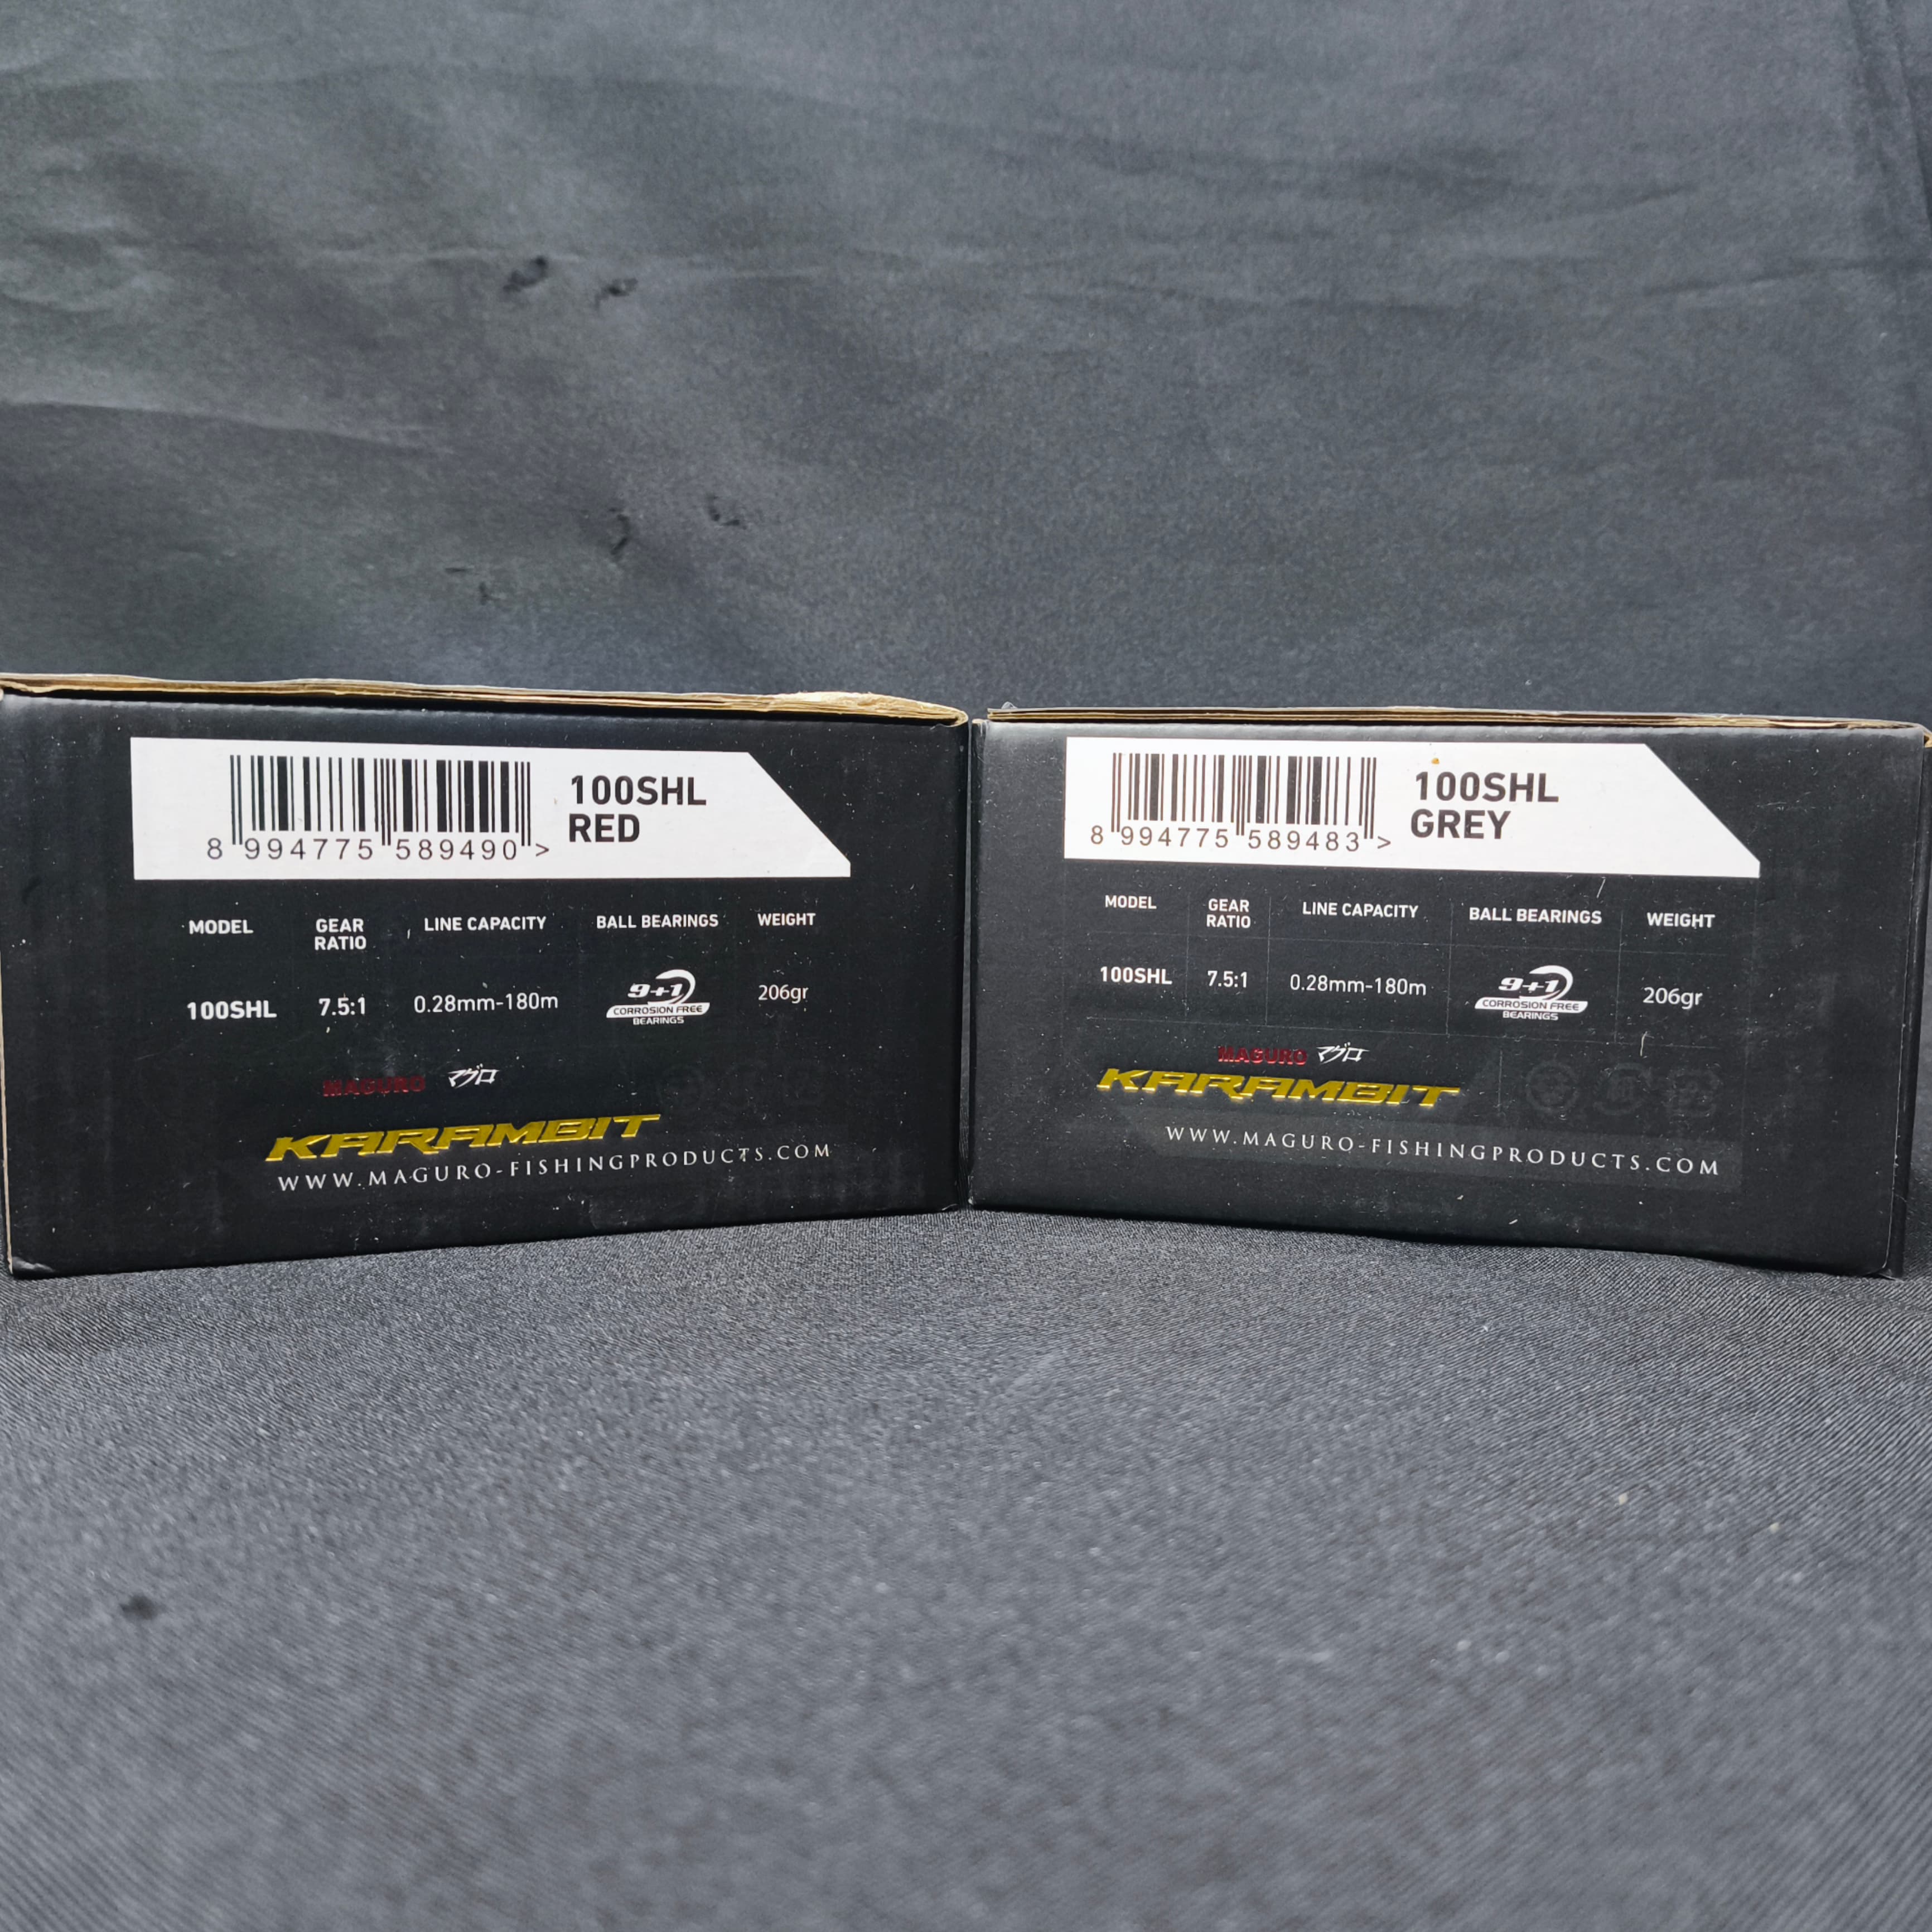 8 994775 589490 >
100SHL
RED
MODEL GEAR RATIO LINE CAPACITY BALL BEARINGS WEIGHT
100SHL 7.5:1 0.28mm-180m 9+1 CORROSION FREE BEARINGS 206gr
MAGURO マグロ
KARAMBIT
WWW.MAGURO-FISHINGPRODUCTS.COM
8 994775 589483 >
100SHL
GREY
MODEL GEAR RATIO LINE CAPACITY BALL BEARINGS WEIGHT
100SHL 7.5:1 0.28mm-180m 9+1 CORROSION FREE BEARINGS 206gr
MAGURO マグロ
KARAMBIT
WWW.MAGURO-FISHINGPRODUCTS.COM